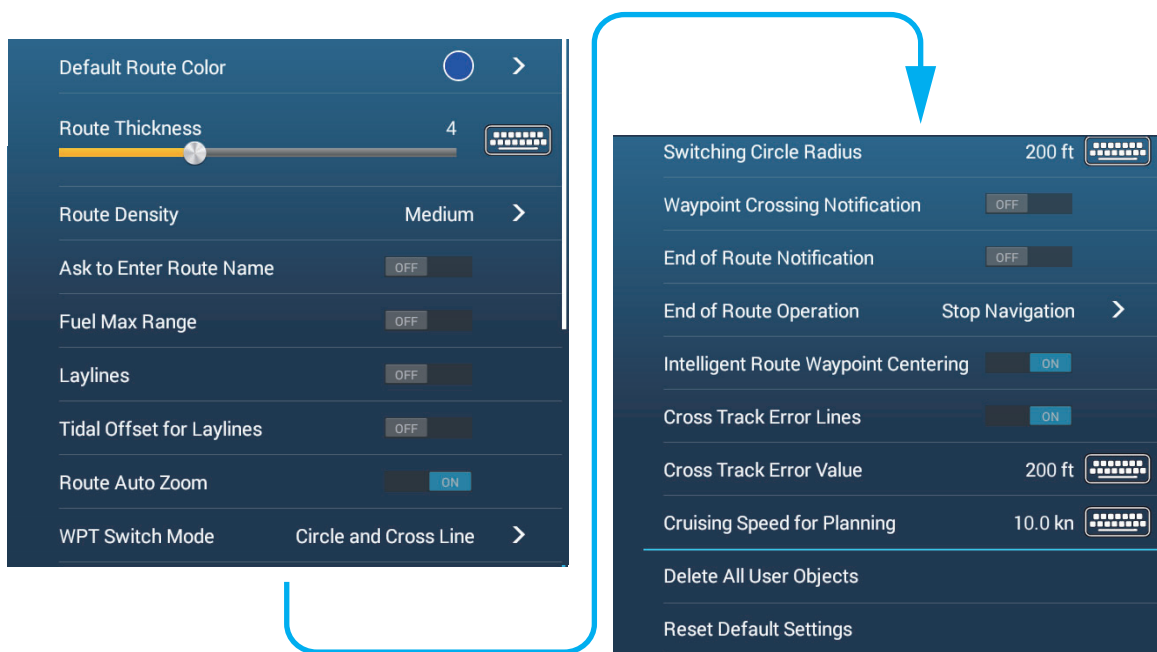 Default Route Color
Route Thickness 4
Route Density Medium
Ask to Enter Route Name OFF
Fuel Max Range OFF
Laylines OFF
Tidal Offset for Laylines OFF
Route Auto Zoom ON
WPT Switch Mode Circle and Cross Line
Switching Circle Radius 200 ft
Waypoint Crossing Notification OFF
End of Route Notification OFF
End of Route Operation Stop Navigation
Intelligent Route Waypoint Centering ON
Cross Track Error Lines ON
Cross Track Error Value 200 ft
Cruising Speed for Planning 10.0 kn
Delete All User Objects
Reset Default Settings